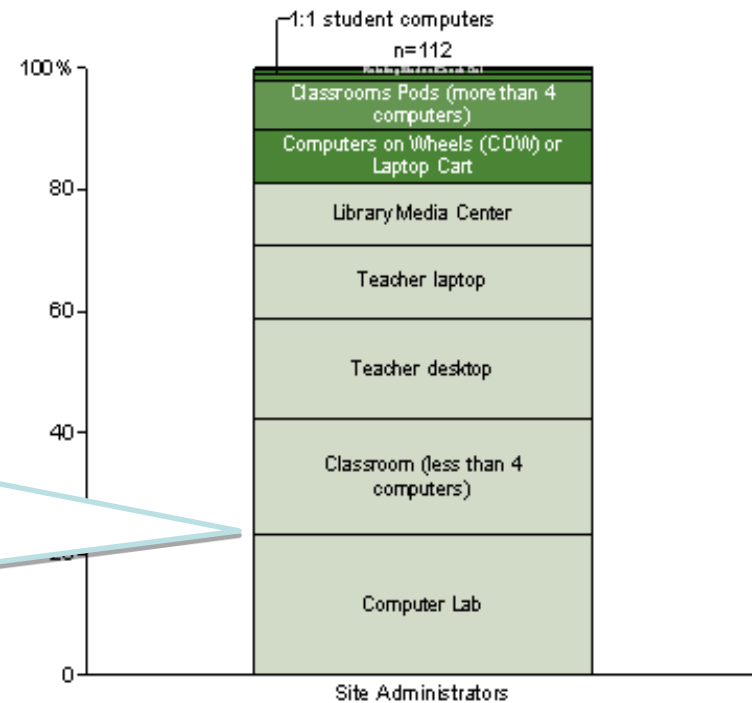 1:1 student computers
n=112
100%
Classrooms Pods (more than 4
computers)
Computers on Wheels (COW) or
Laptop Cart
80
Library Media Center
Teacher laptop
60
Teacher desktop
40
Classroom (less than 4
computers)
20
Computer Lab
0
Site Administrators